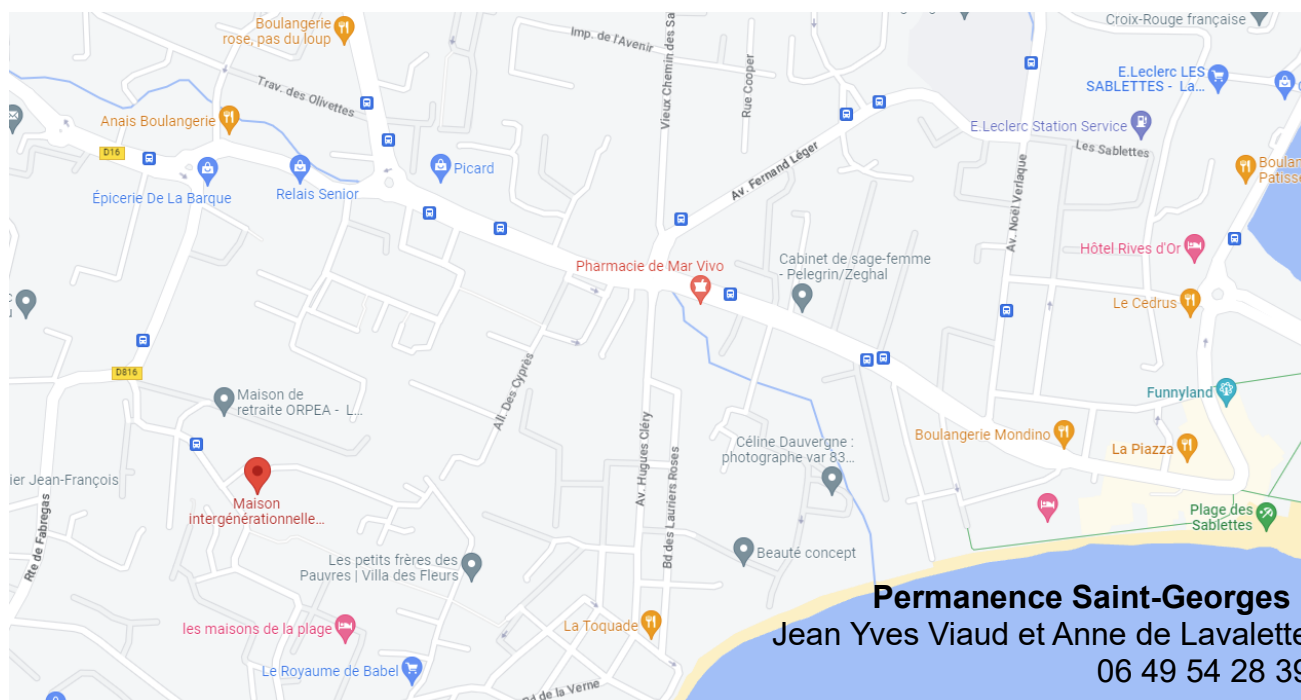 Boulangerie
rose, pas du loup
Imp. de l'Avenir
Vieux Chemin des Sa
Rue Cooper
Croix-Rouge française
E.Leclerc LES
SABLETTES - La...
Trav. des Olivettes
Anais Boulangerie
E.Leclerc Station Service
Les Sablettes
D16
Picard
Av. Fernand Léger
Boulan
Patisse
Épicerie De La Barque
Relais Senior
Av. Noël Verlaque
Hôtel Rives d'Or
Pharmacie de Mar Vivo
Cabinet de sage-femme
- Pelegrin/Zeghal
Le Cedrus
D816
All. Des Cyprès
Maison de
retraite ORPEA - L...
Funnyland
Av. Hugues Cléry
Bd des Lauriers Roses
Céline Dauvergne :
photographe var 83...
Boulangerie Mondino
La Piazza
ier Jean-François
Rte de Fabregas
Maison
intergénérationnelle...
Plage des
Sablettes
Les petits frères des
Pauvres | Villa des Fleurs
Beauté concept
les maisons de la plage
La Toquade
Le Royaume de Babel
Bd de la Verne
Permanence Saint-Georges
Jean Yves Viaud et Anne de Lavalette
06 49 54 28 39